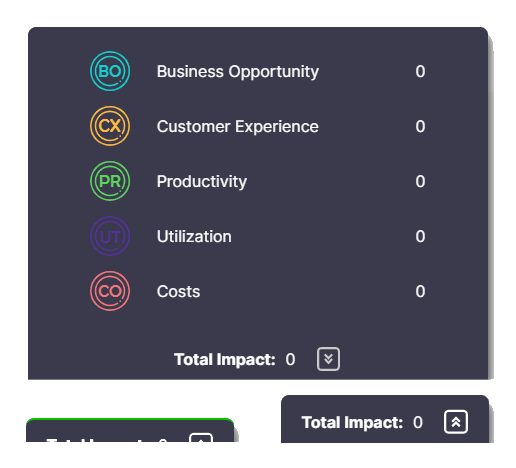 BO Business Opportunity 0
CX Customer Experience 0
PR Productivity 0
UT Utilization 0
CO Costs 0
Total Impact: 0
Total Impact: 0